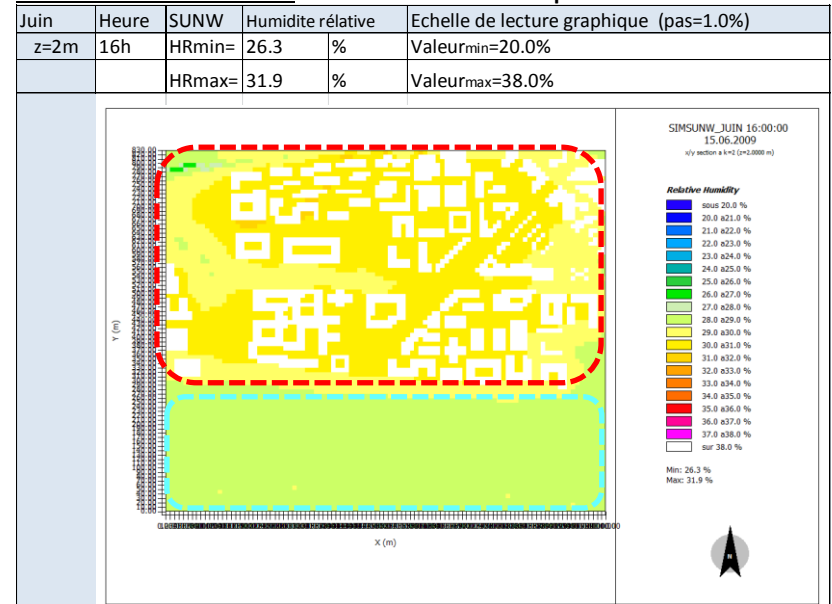 Juin Heure SUNW Humidite rélative Echelle de lecture graphique (pas=1.0%)
z=2m 16h HRmin= 26.3 % Valeurmin=20.0%
HRmax= 31.9 % Valeurmax=38.0%
SIMSUNW_JUIN 16:00:00
15.06.2009
x/y section a k=2 (z=2.0000 m)
Relative Humidity
sous 20.0 %
20.0 a21.0 %
21.0 a22.0 %
22.0 a23.0 %
23.0 a24.0 %
24.0 a25.0 %
25.0 a26.0 %
26.0 a27.0 %
27.0 a28.0 %
28.0 a29.0 %
29.0 a30.0 %
30.0 a31.0 %
31.0 a32.0 %
32.0 a33.0 %
33.0 a34.0 %
34.0 a35.0 %
35.0 a36.0 %
36.0 a37.0 %
37.0 a38.0 %
sur 38.0 %
Min: 26.3 %
Max: 31.9 %
Y (m)
X (m)
N